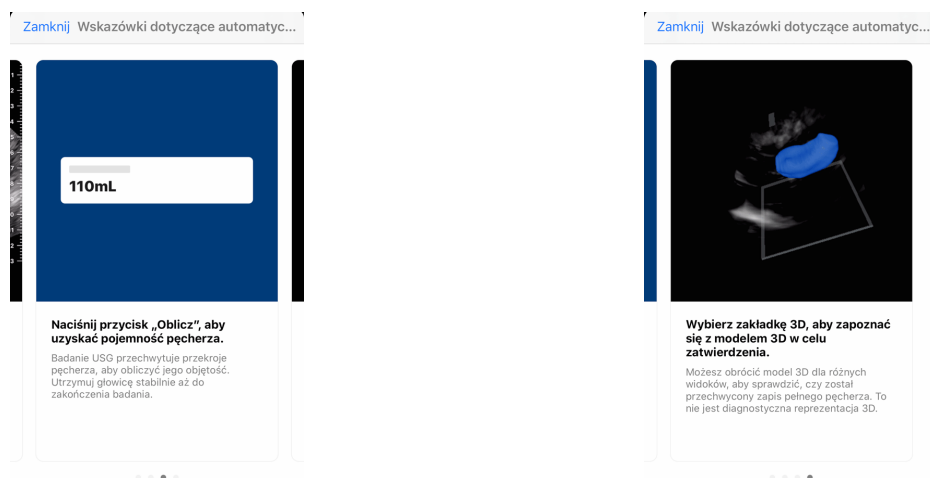 Zamknij Wskazówki dotyczące automatyc...
110mL
Naciśnij przycisk „Oblicz”, aby
uzyskać pojemność pęcherza.
Badanie USG przechwytuje przekroje
pęcherza, aby obliczyć jego objętość.
Utrzymuj głowicę stabilnie aż do
zakończenia badania.
Zamknij Wskazówki dotyczące automatyc...
Wybierz zakładkę 3D, aby zapoznać
się z modelem 3D w celu
zatwierdzenia.
Możesz obrócić model 3D dla różnych
widoków, aby sprawdzić, czy został
przechwycony zapis pełnego pęcherza. To
nie jest diagnostyczna reprezentacja 3D.